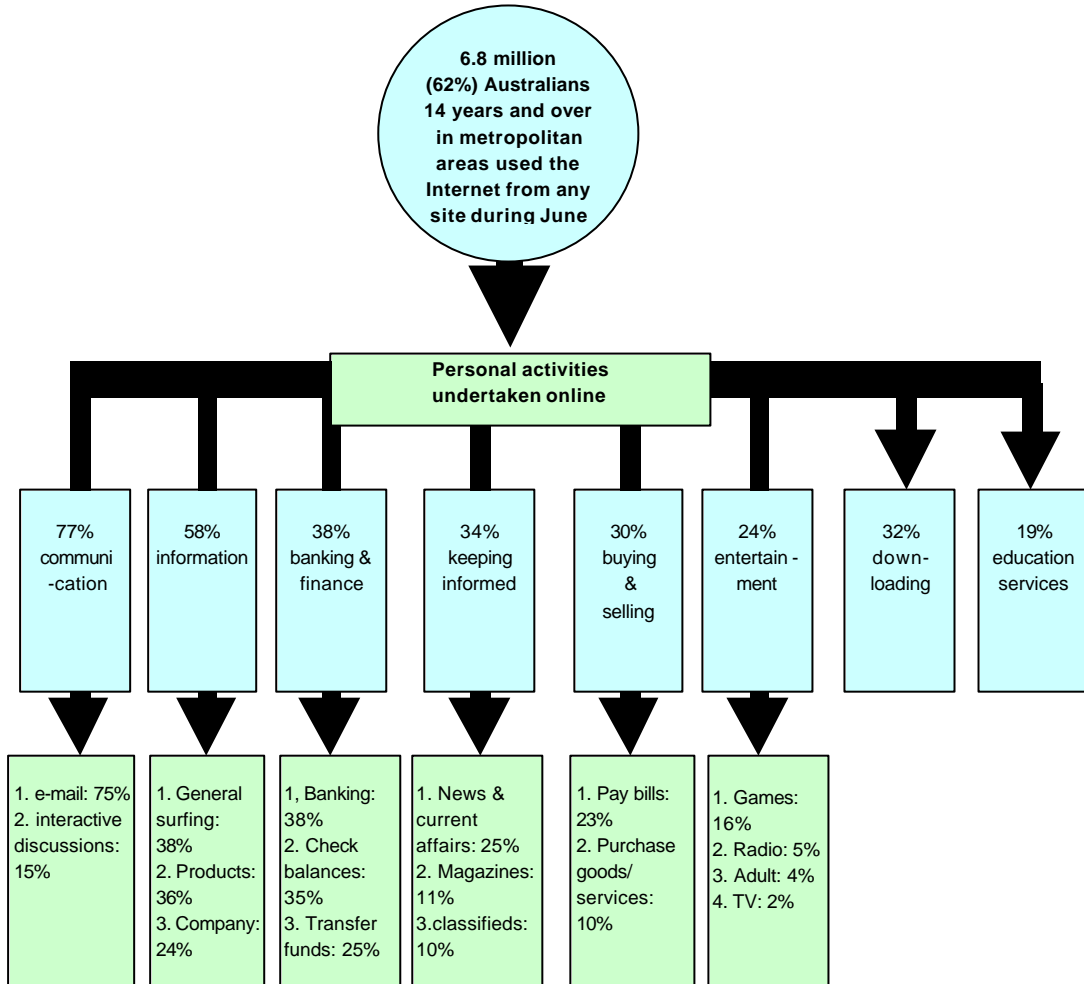 6.8 million
(62%) Australians
14 years and over
in metropolitan
areas used the
Internet from any
site during June
Personal activities
undertaken online
77%
communi
-cation
58%
information
38%
banking &
finance
34%
keeping
informed
30%
buying
&
selling
24%
entertain -
ment
32%
down-
loading
19%
education
services
1. e-mail: 75%
2. interactive
discussions:
15%
1. General
surfing:
38%
2. Products:
36%
3. Company:
24%
1, Banking:
38%
2. Check
balances:
35%
3. Transfer
funds: 25%
1. News &
current
affairs: 25%
2. Magazines:
11%
3.classifieds:
10%
1. Pay bills:
23%
2. Purchase
goods/
services:
10%
1. Games:
16%
2. Radio: 5%
3. Adult: 4%
4. TV: 2%